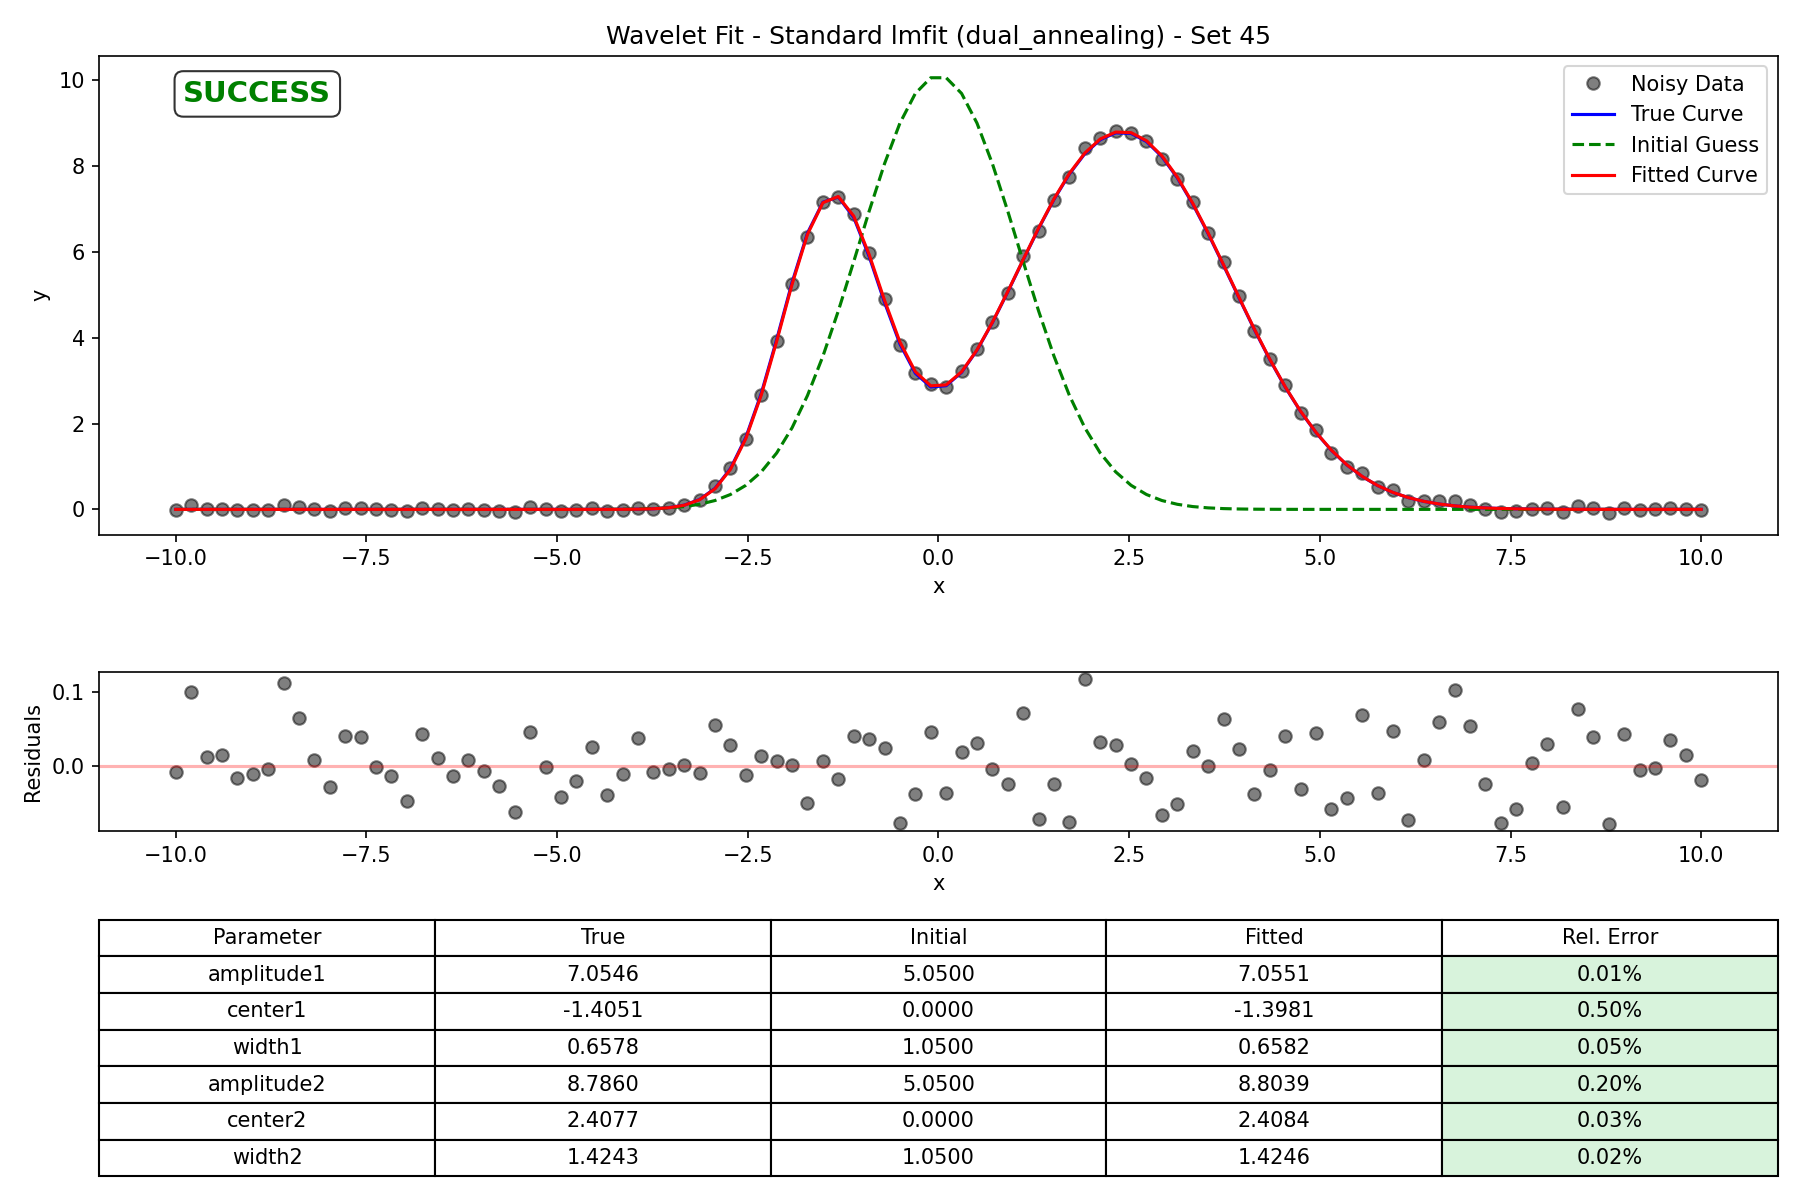 Wavelet Fit - Standard lmfit (dual_annealing) - Set 45
SUCCESS
Noisy Data
True Curve
Initial Guess
Fitted Curve
10
8
6
4
2
0
y
−10.0 −7.5 −5.0 −2.5 0.0 2.5 5.0 7.5 10.0
x
0.1
0.0
Residuals
−10.0 −7.5 −5.0 −2.5 0.0 2.5 5.0 7.5 10.0
x
Parameter True Initial Fitted Rel. Error
amplitude1 7.0546 5.0500 7.0551 0.01%
center1 -1.4051 0.0000 -1.3981 0.50%
width1 0.6578 1.0500 0.6582 0.05%
amplitude2 8.7860 5.0500 8.8039 0.20%
center2 2.4077 0.0000 2.4084 0.03%
width2 1.4243 1.0500 1.4246 0.02%